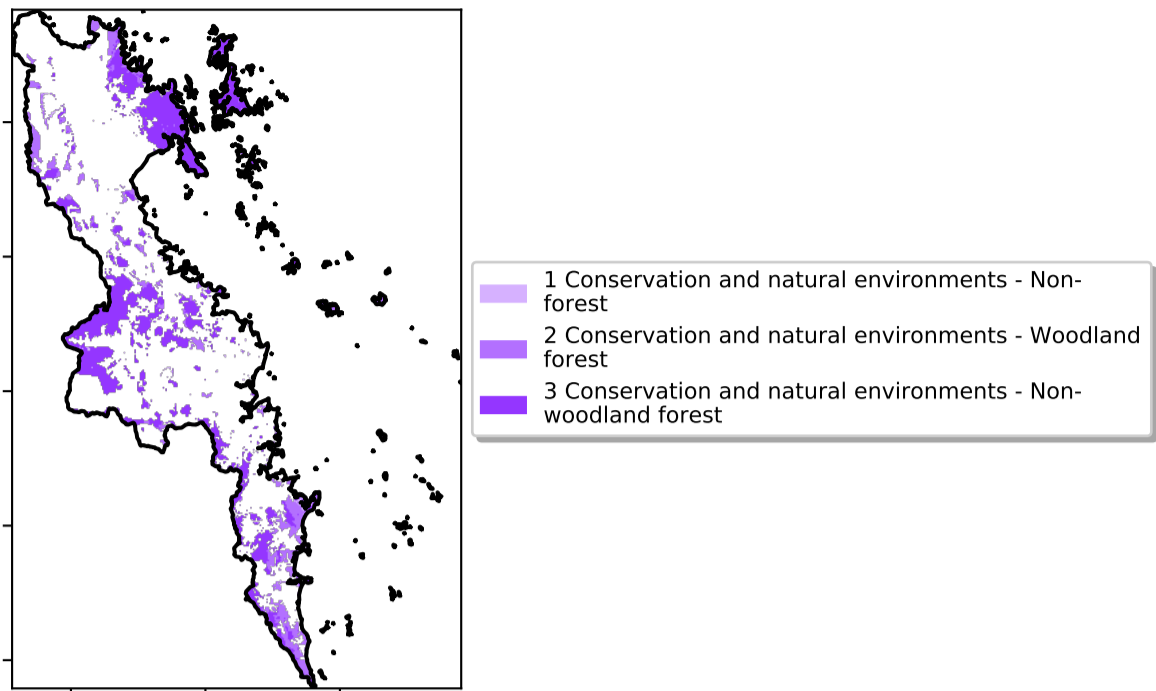 1 Conservation and natural environments - Non-
forest
2 Conservation and natural environments - Woodland
forest
3 Conservation and natural environments - Non-
woodland forest